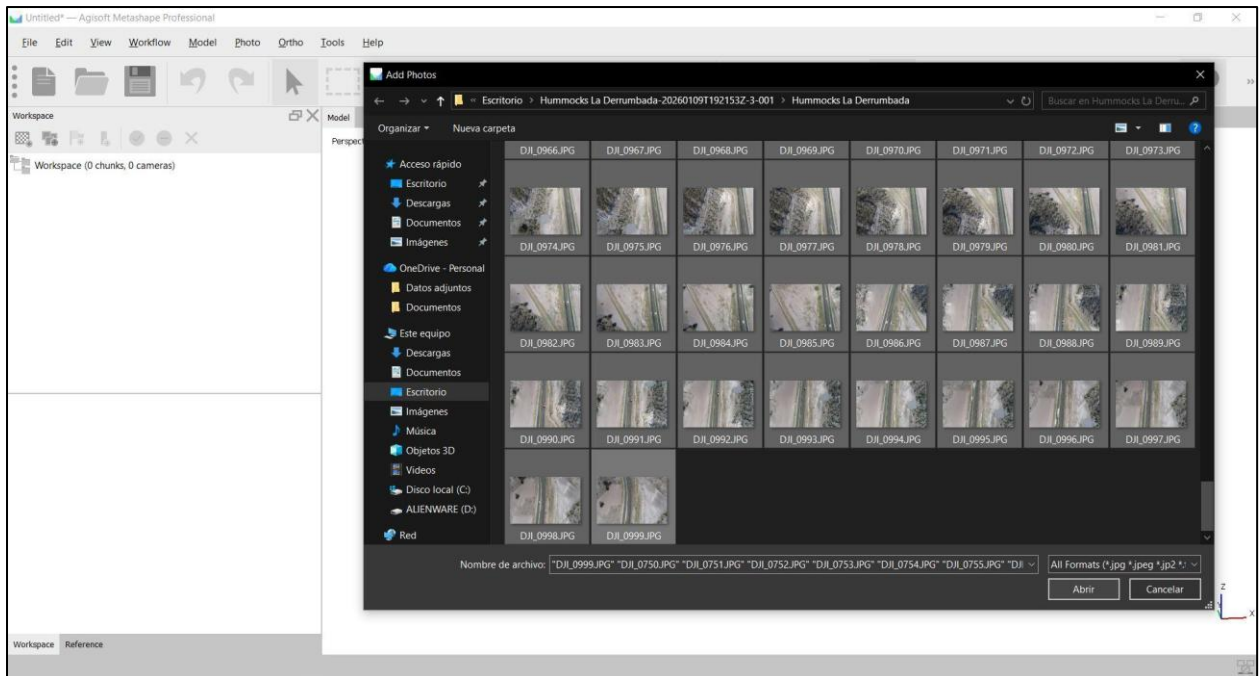 Untitled* — Agisoft Metashape Professional
File Edit View Workflow Model Photo Ortho Tools Help
Workspace
Workspace (0 chunks, 0 cameras)
Model
Perspec
Add Photos
Escritorio > Hummocks La Derrumbada-20260109T192153Z-3-001 > Hummocks La Derrumbada
Buscar en Hummocks La Derru...
Organizar Nueva carpeta
Acceso rápido
Escritorio
Descargas
Documentos
Imágenes
OneDrive - Personal
Datos adjuntos
Documentos
Este equipo
Descargas
Documentos
Escritorio
Imágenes
Música
Objetos 3D
Videos
Disco local (C:)
ALIENWARE (D:)
Red
DJI_0966.JPG DJI_0967.JPG DJI_0968.JPG DJI_0969.JPG DJI_0970.JPG DJI_0971.JPG DJI_0972.JPG DJI_0973.JPG
DJI_0974.JPG DJI_0975.JPG DJI_0976.JPG DJI_0977.JPG DJI_0978.JPG DJI_0979.JPG DJI_0980.JPG DJI_0981.JPG
DJI_0982.JPG DJI_0983.JPG DJI_0984.JPG DJI_0985.JPG DJI_0986.JPG DJI_0987.JPG DJI_0988.JPG DJI_0989.JPG
DJI_0990.JPG DJI_0991.JPG DJI_0992.JPG DJI_0993.JPG DJI_0994.JPG DJI_0995.JPG DJI_0996.JPG DJI_0997.JPG
DJI_0998.JPG DJI_0999.JPG
Nombre de archivo: "DJI_0999.JPG" "DJI_0750.JPG" "DJI_0751.JPG" "DJI_0752.JPG" "DJI_0753.JPG" "DJI_0754.JPG" "DJI_0755.JPG" "DJI
All Formats (*.jpg *.jpeg *.jp2 *.
Abrir Cancelar
Z
X
Workspace Reference